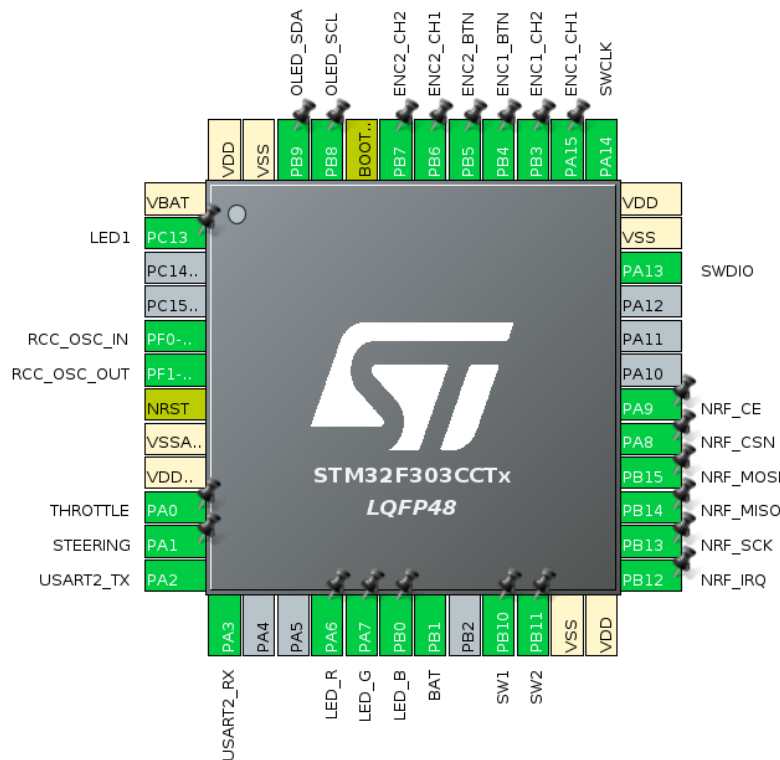 OLED_SDA
OLED_SCL
ENC2_CH2
ENC2_CH1
ENC2_BTN
ENC1_BTN
ENC1_CH2
ENC1_CH1
SWCLK
VDD
VSS
PB9
PB8
BOOT..
PB7
PB6
PB5
PB4
PB3
PA15
PA14
VBAT
LED1 PC13
PC14..
PC15..
RCC_OSC_IN PF0-..
RCC_OSC_OUT PF1-..
NRST
VSSA..
VDD..
THROTTLE PA0
STEERING PA1
USART2_TX PA2
ST
STM32F303CCTx
LQFP48
VDD
VSS
PA13 SWDIO
PA12
PA11
PA10
PA9 NRF_CE
PA8 NRF_CSN
PB15 NRF_MOSI
PB14 NRF_MISO
PB13 NRF_SCK
PB12 NRF_IRQ
PA3
PA4
PA5
PA6
PA7
PB0
PB1
PB2
PB10
PB11
VSS
VDD
USART2_RX
LED_R
LED_G
LED_B
BAT
SW1
SW2